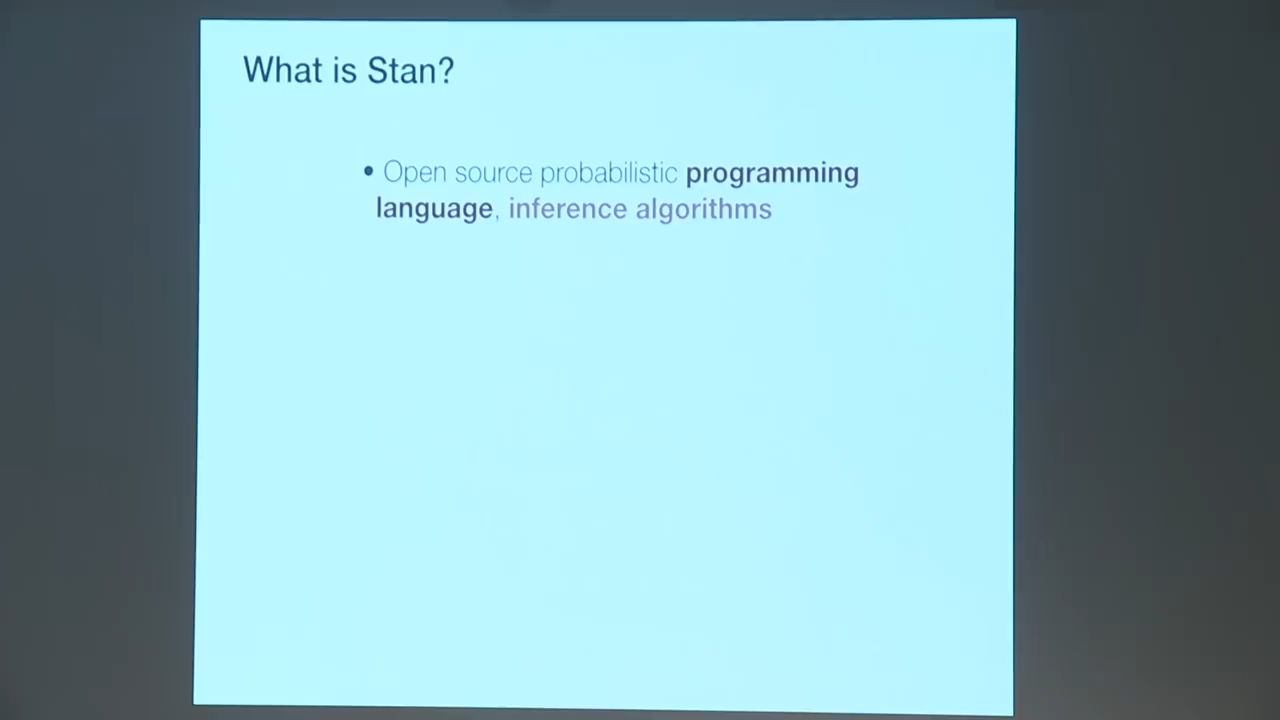 What is Stan?
• Open source probabilistic programming
language, inference algorithms